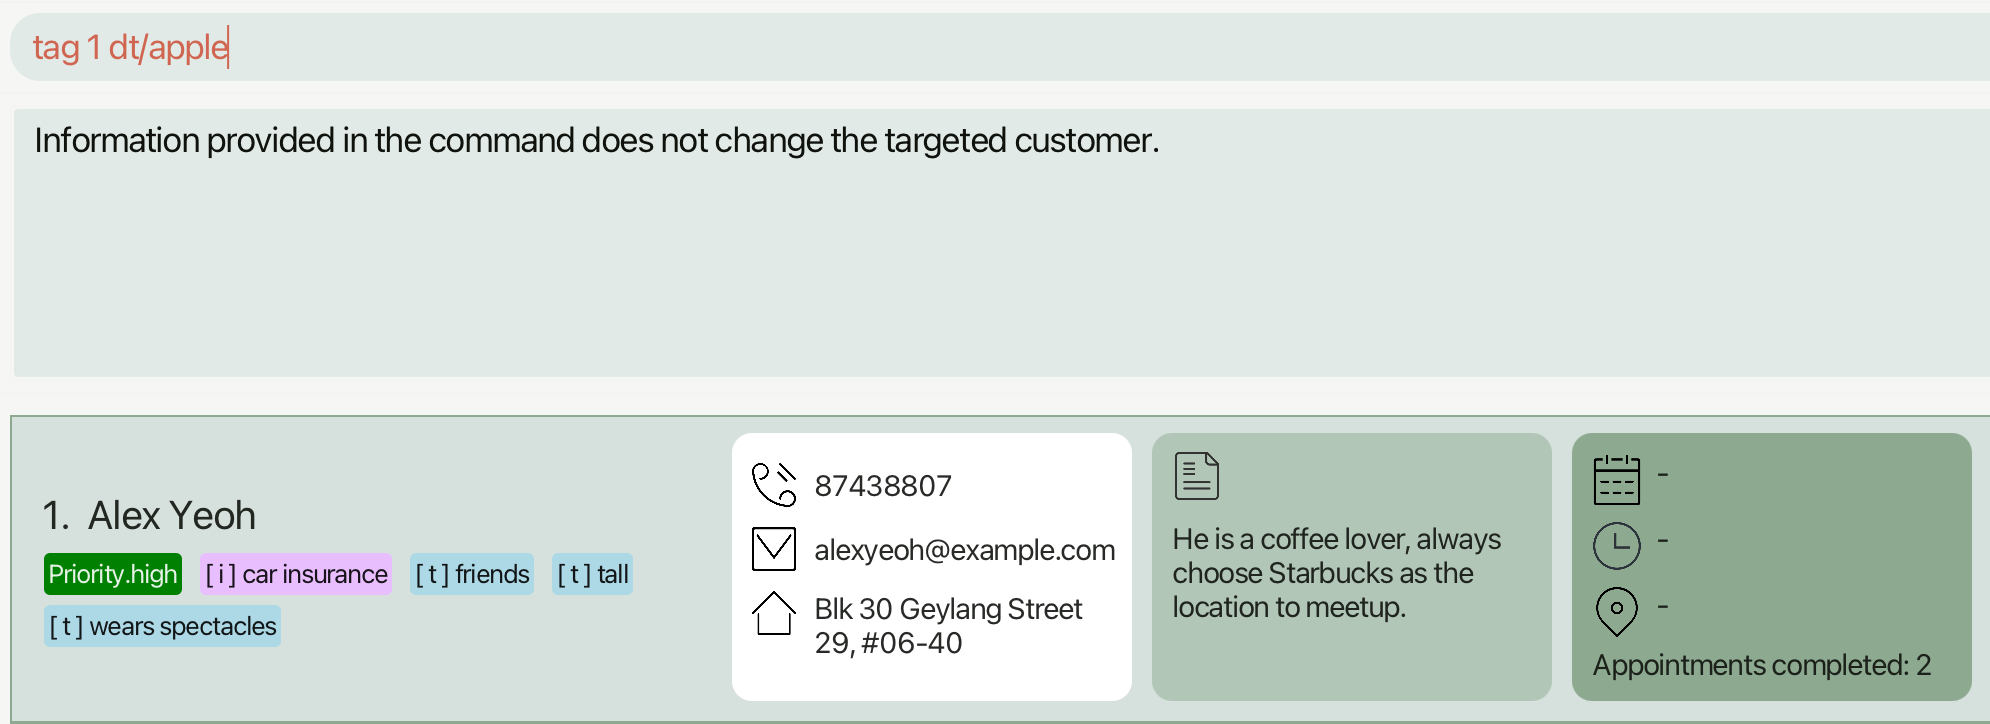 tag 1 dt/apple
Information provided in the command does not change the targeted customer.
1. Alex Yeoh
Priority.high [ i ] car insurance [ t ] friends [ t ] tall
[ t ] wears spectacles
87438807
alexyeoh@example.com
Blk 30 Geylang Street
29, #06-40
He is a coffee lover, always
choose Starbucks as the
location to meetup.
-
-
-
Appointments completed: 2